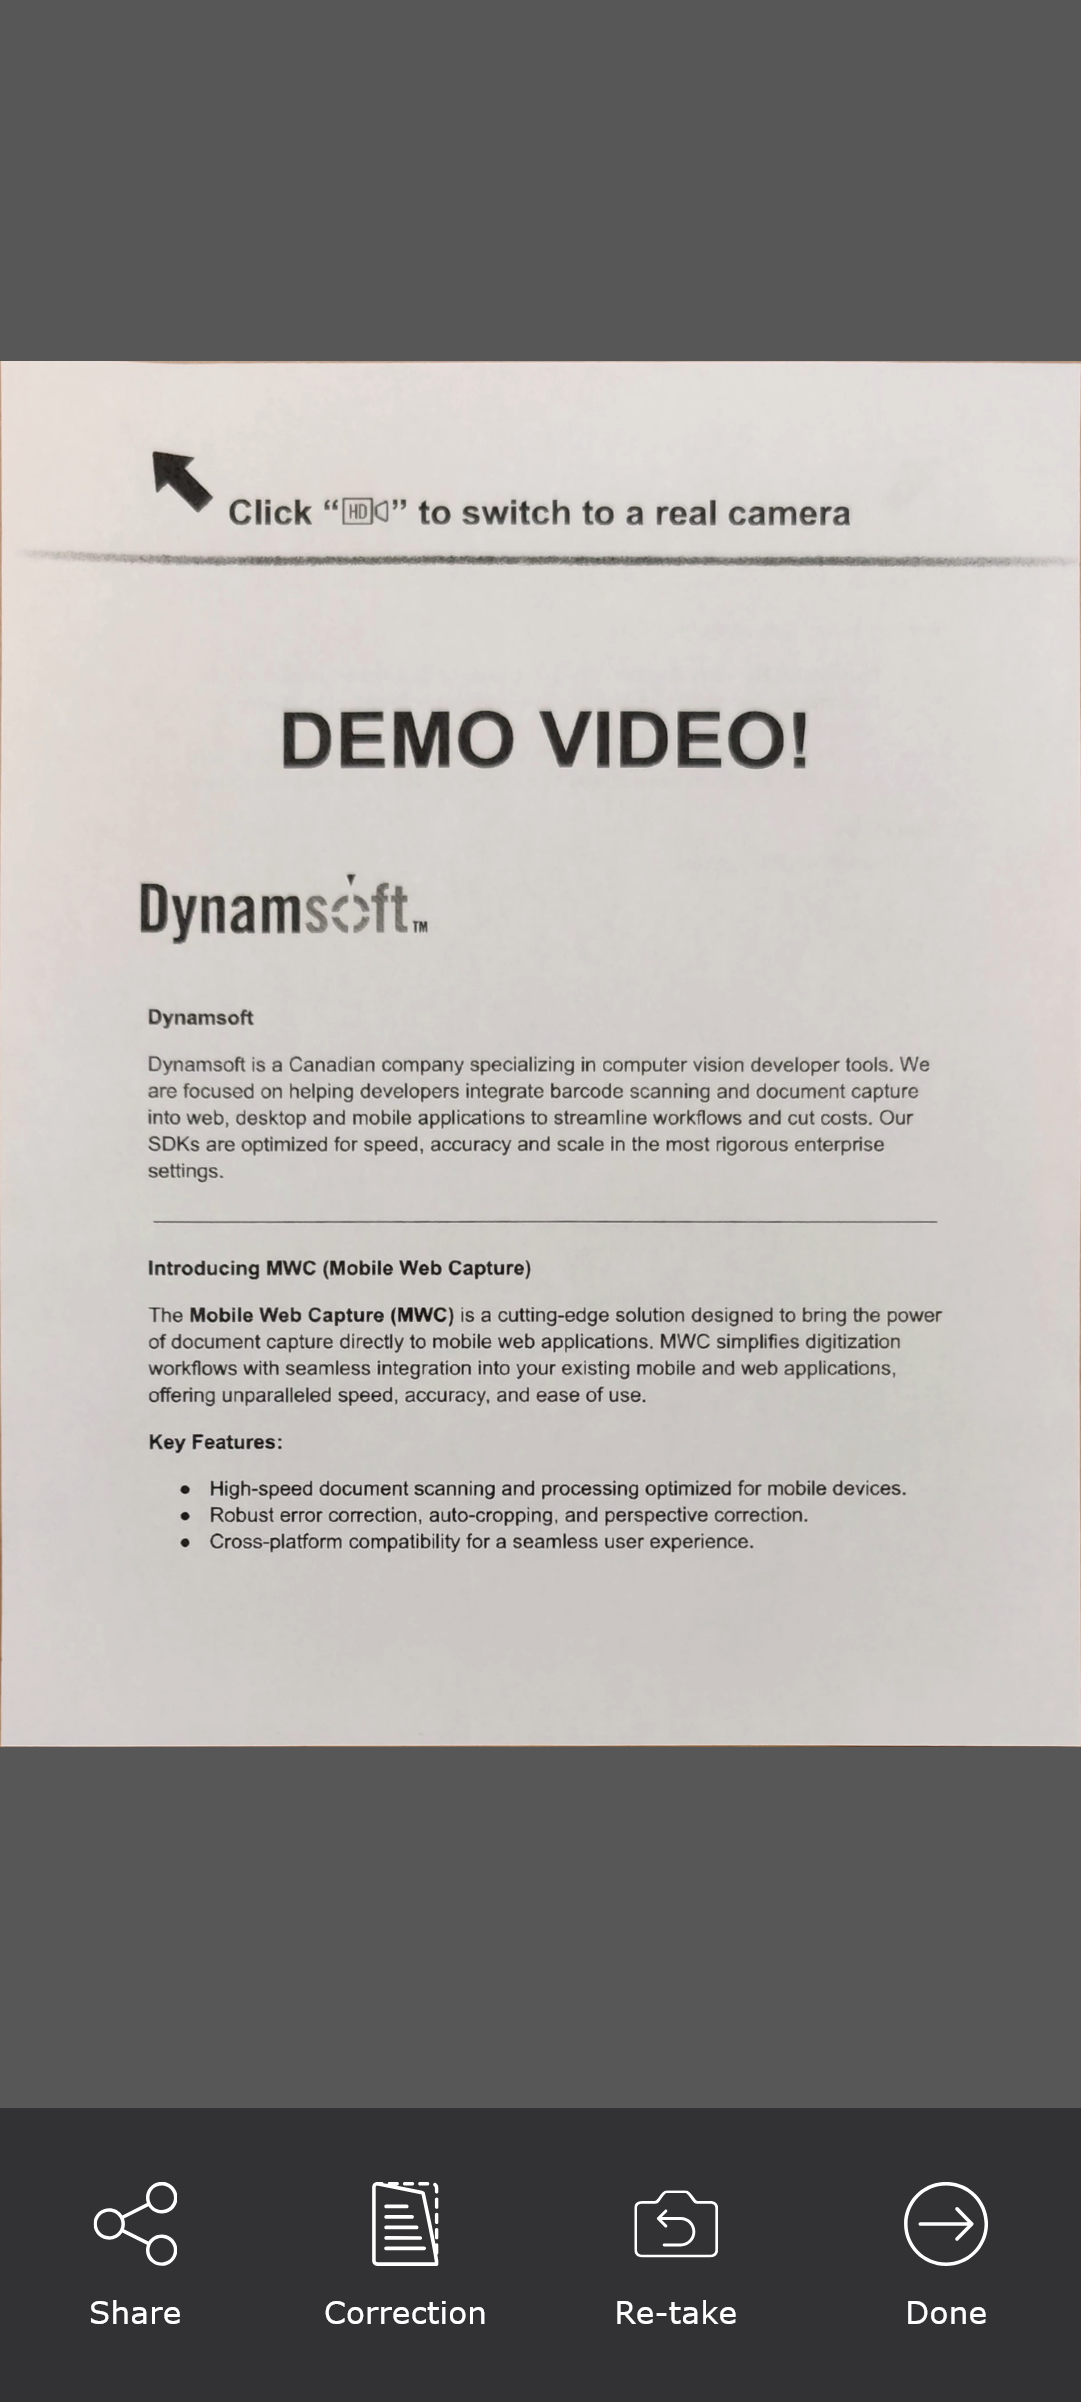 Click “HD” to switch to a real camera
DEMO VIDEO!
Dynamsoft™
Dynamsoft
Dynamsoft is a Canadian company specializing in computer vision developer tools. We
are focused on helping developers integrate barcode scanning and document capture
into web, desktop and mobile applications to streamline workflows and cut costs. Our
SDKs are optimized for speed, accuracy and scale in the most rigorous enterprise
settings.
Introducing MWC (Mobile Web Capture)
The Mobile Web Capture (MWC) is a cutting-edge solution designed to bring the power
of document capture directly to mobile web applications. MWC simplifies digitization
workflows with seamless integration into your existing mobile and web applications,
offering unparalleled speed, accuracy, and ease of use.
Key Features:
● High-speed document scanning and processing optimized for mobile devices.
● Robust error correction, auto-cropping, and perspective correction.
● Cross-platform compatibility for a seamless user experience.
Share Correction Re-take Done